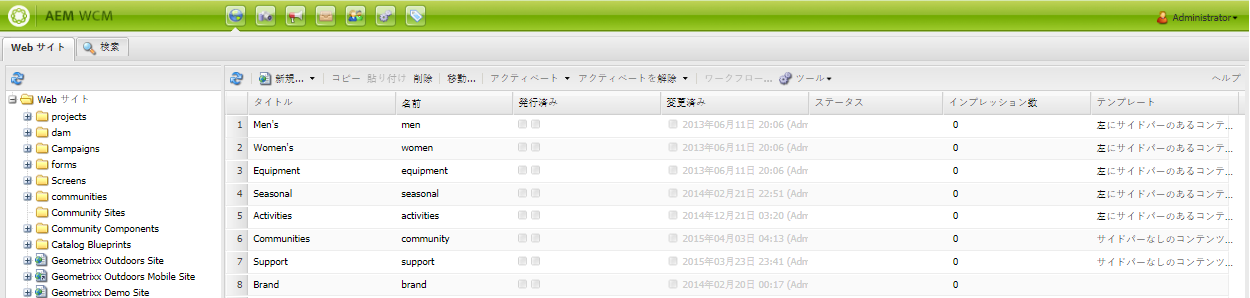 AEM WCM Administrator
Web サイト 検索
新規... コピー 貼り付け 削除 移動... アクティベート アクティベートを解除 ワークフロー... ツール ヘルプ
Web サイト
projects
dam
Campaigns
forms
Screens
communities
Community Sites
Community Components
Catalog Blueprints
Geometrixx Outdoors Site
Geometrixx Outdoors Mobile Site
Geometrixx Demo Site
タイトル 名前 発行済み 変更済み ステータス インプレッション数 テンプレート
1 Men's men 2013年06月11日 20:06 (Adm 0 左にサイドバーのあるコンテ...
2 Women's women 2013年06月11日 20:06 (Adm 0 左にサイドバーのあるコンテ...
3 Equipment equipment 2013年06月11日 20:06 (Adm 0 左にサイドバーのあるコンテ...
4 Seasonal seasonal 2014年02月21日 22:51 (Adm 0 左にサイドバーのあるコンテ...
5 Activities activities 2014年12月21日 03:20 (Adm 0 左にサイドバーのあるコンテ...
6 Communities community 2015年04月03日 04:13 (Adm 0 サイドバーなしのコンテンツ...
7 Support support 2015年03月23日 23:41 (Adm 0 サイドバーなしのコンテンツ...
8 Brand brand 2014年02月20日 00:17 (Adm 0